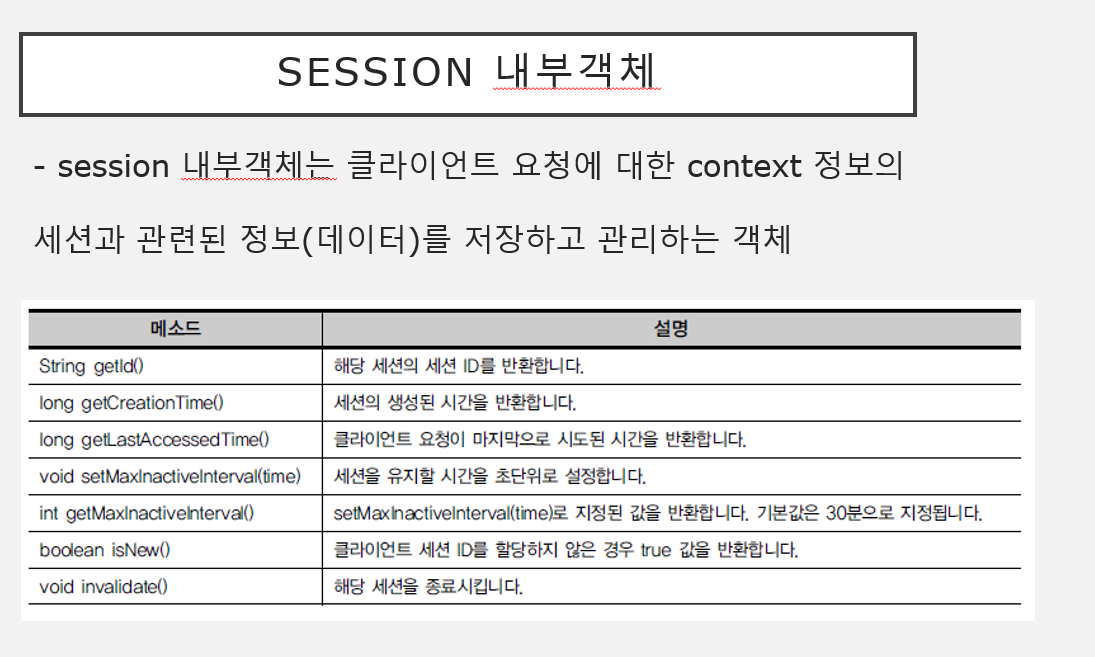 SESSION 내부객체
- session 내부객체는 클라이언트 요청에 대한 context 정보의
세션과 관련된 정보(데이터)를 저장하고 관리하는 객체
메소드 설명
String getId() 해당 세션의 세션 ID를 반환합니다.
long getCreationTime() 세션의 생성된 시간을 반환합니다.
long getLastAccessedTime() 클라이언트 요청이 마지막으로 시도된 시간을 반환합니다.
void setMaxInactiveInterval(time) 세션을 유지할 시간을 초단위로 설정합니다.
int getMaxInactiveInterval() setMaxInactiveInterval(time)로 지정된 값을 반환합니다. 기본값은 30분으로 지정됩니다.
boolean isNew() 클라이언트 세션 ID를 할당하지 않은 경우 true 값을 반환합니다.
void invalidate() 해당 세션을 종료시킵니다.